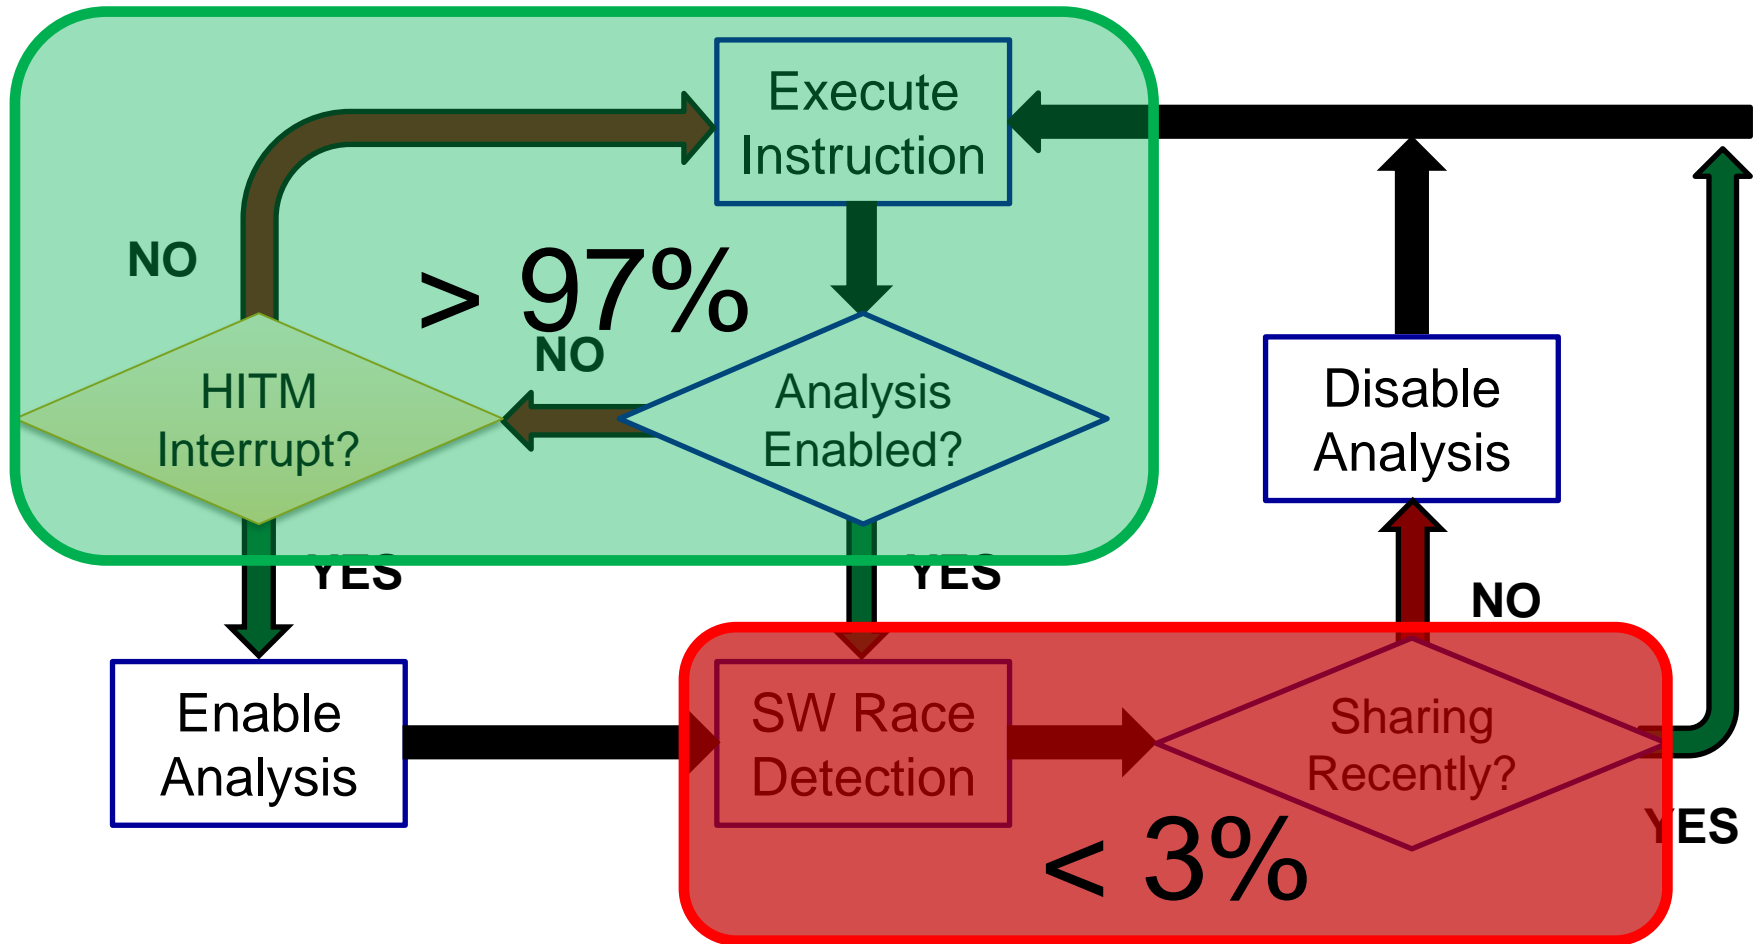 Execute
Instruction
NO
> 97%
NO
HITM
Interrupt?
Analysis
Enabled?
Disable
Analysis
YES
YES
NO
Enable
Analysis
SW Race
Detection
Sharing
Recently?
YES
< 3%